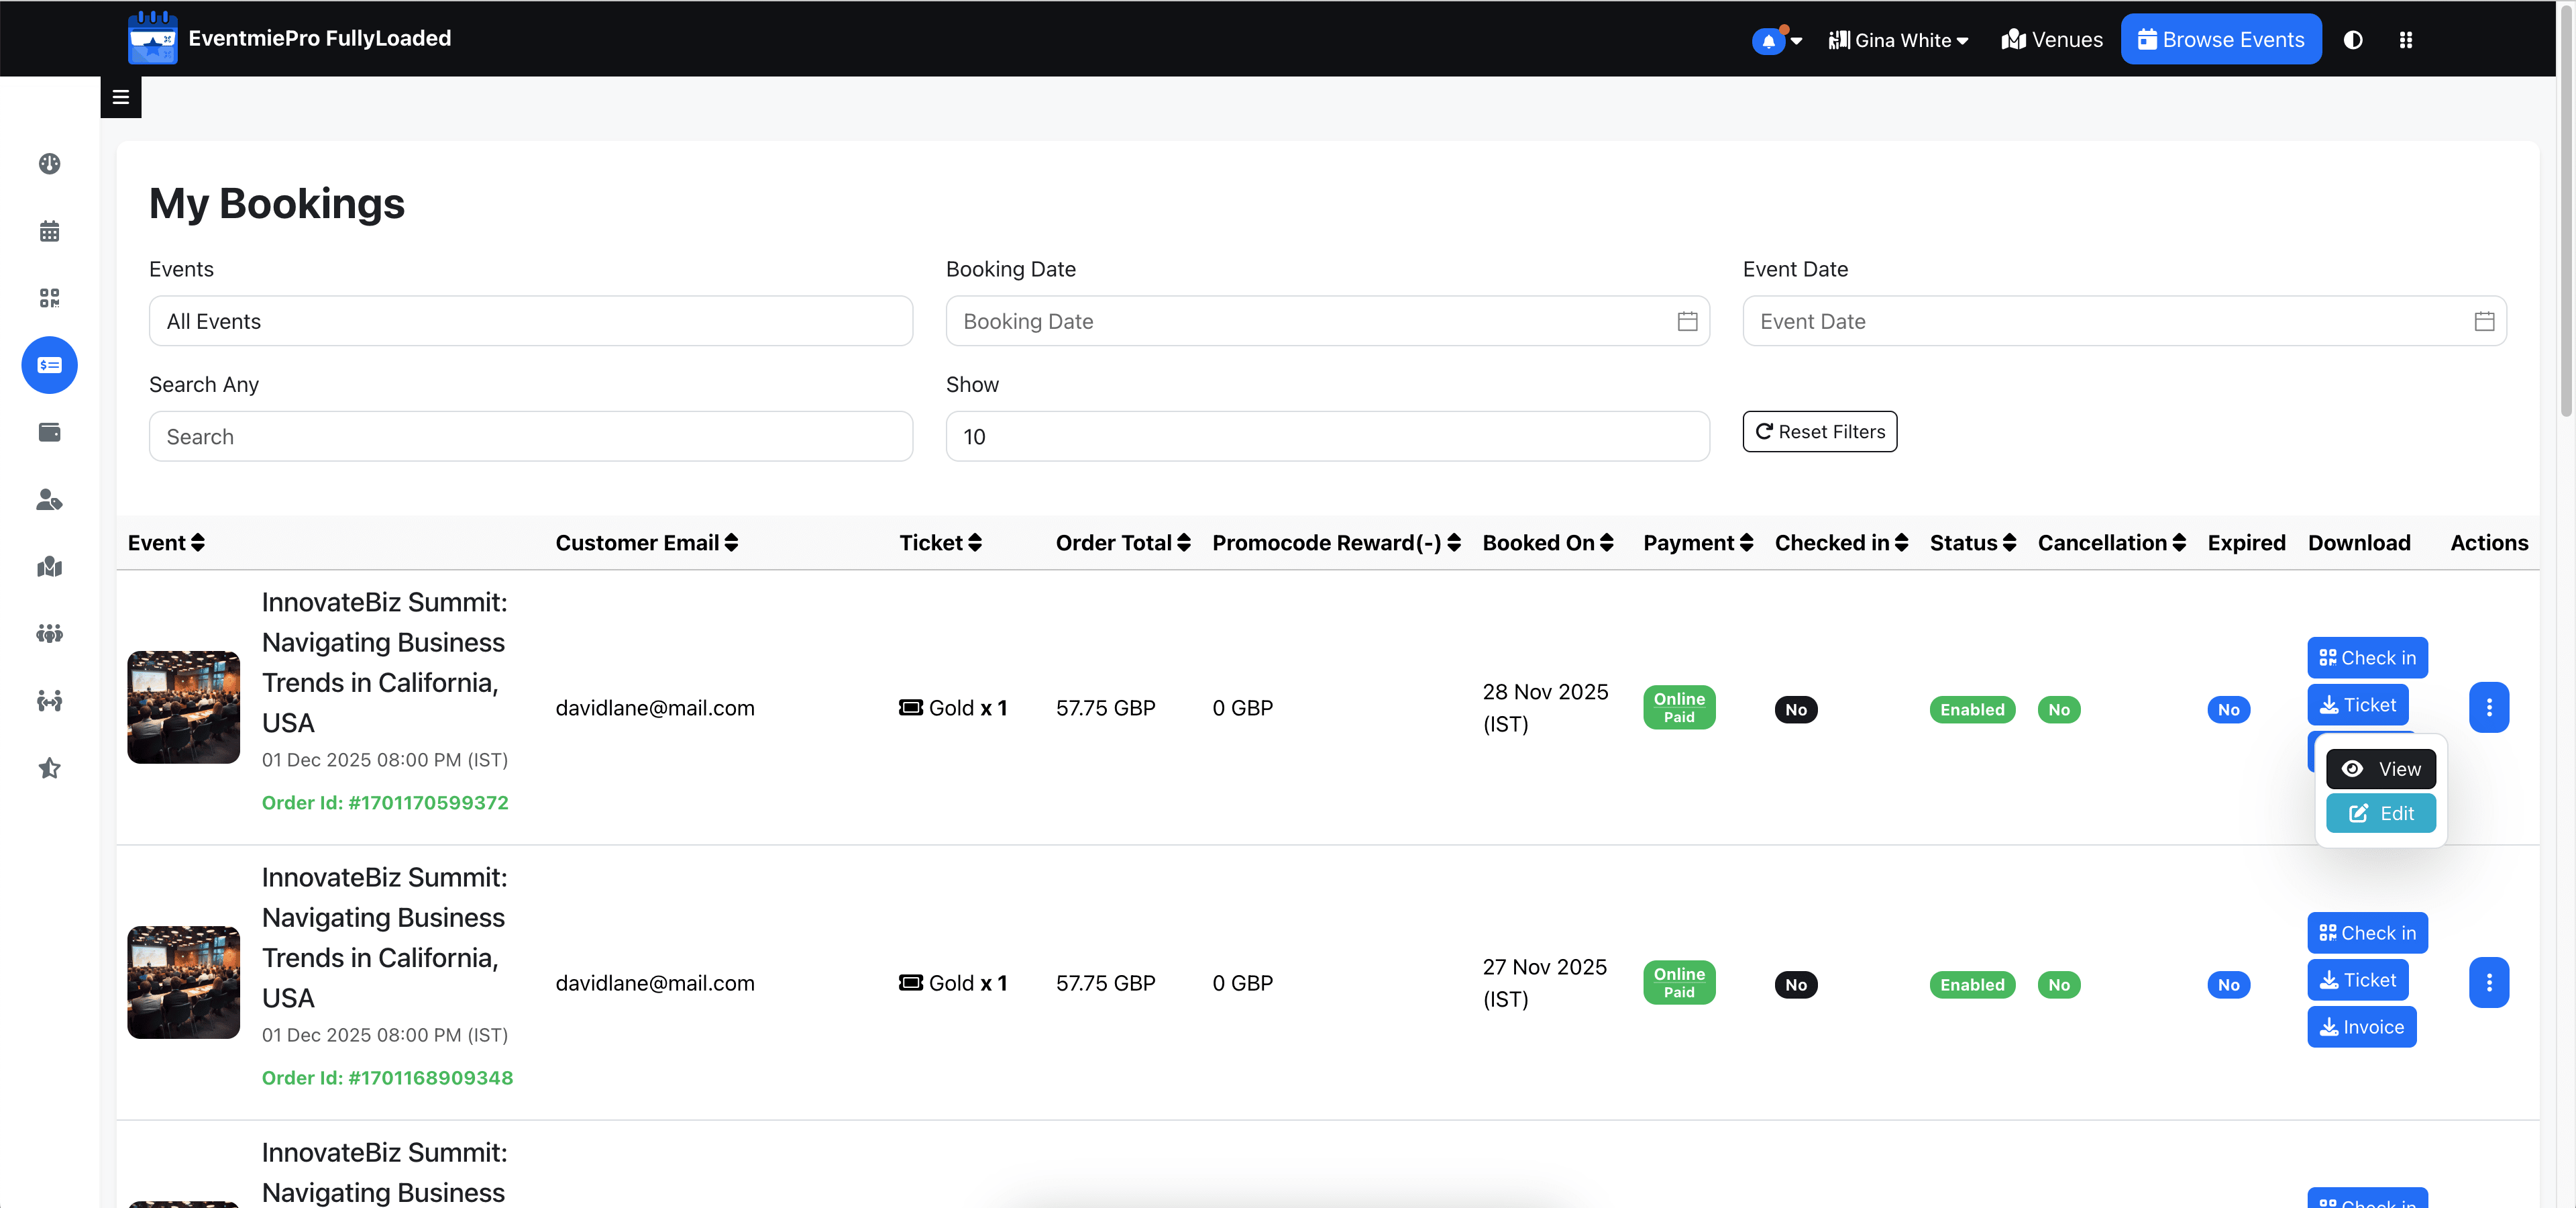 EventmiePro FullyLoaded
Gina White
Venues
Browse Events
My Bookings
Events
Booking Date
Event Date
All Events
Booking Date
Event Date
Search Any
Show
Search
10
Reset Filters
Event
Customer Email
Ticket
Order Total
Promocode Reward(-)
Booked On
Payment
Checked in
Status
Cancellation
Expired
Download
Actions
InnovateBiz Summit:
Navigating Business
Trends in California,
USA
01 Dec 2025 08:00 PM (IST)
Order Id: #1701170599372
davidlane@mail.com
Gold x 1
57.75 GBP
0 GBP
28 Nov 2025
(IST)
Online
Paid
No
Enabled
No
No
Check in
Ticket
View
Edit
InnovateBiz Summit:
Navigating Business
Trends in California,
USA
01 Dec 2025 08:00 PM (IST)
Order Id: #1701168909348
davidlane@mail.com
Gold x 1
57.75 GBP
0 GBP
27 Nov 2025
(IST)
Online
Paid
No
Enabled
No
No
Check in
Ticket
Invoice
InnovateBiz Summit:
Navigating Business
Check in